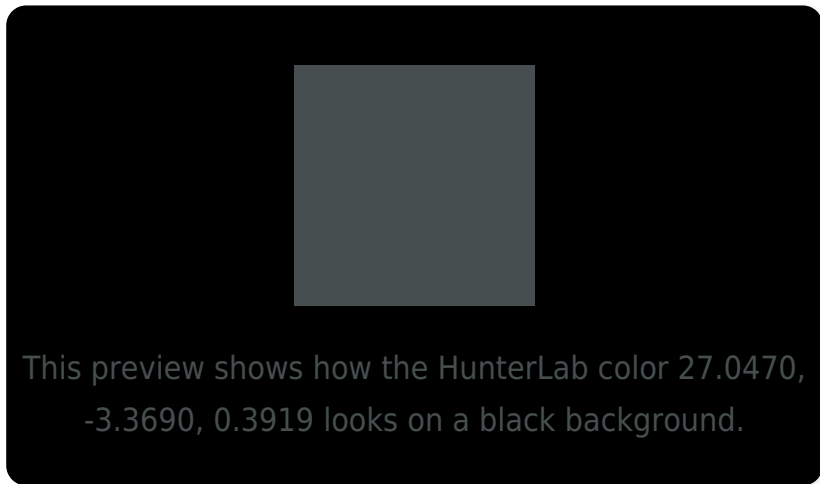 This preview shows how the HunterLab color 27.0470,
-3.3690, 0.3919 looks on a black background.